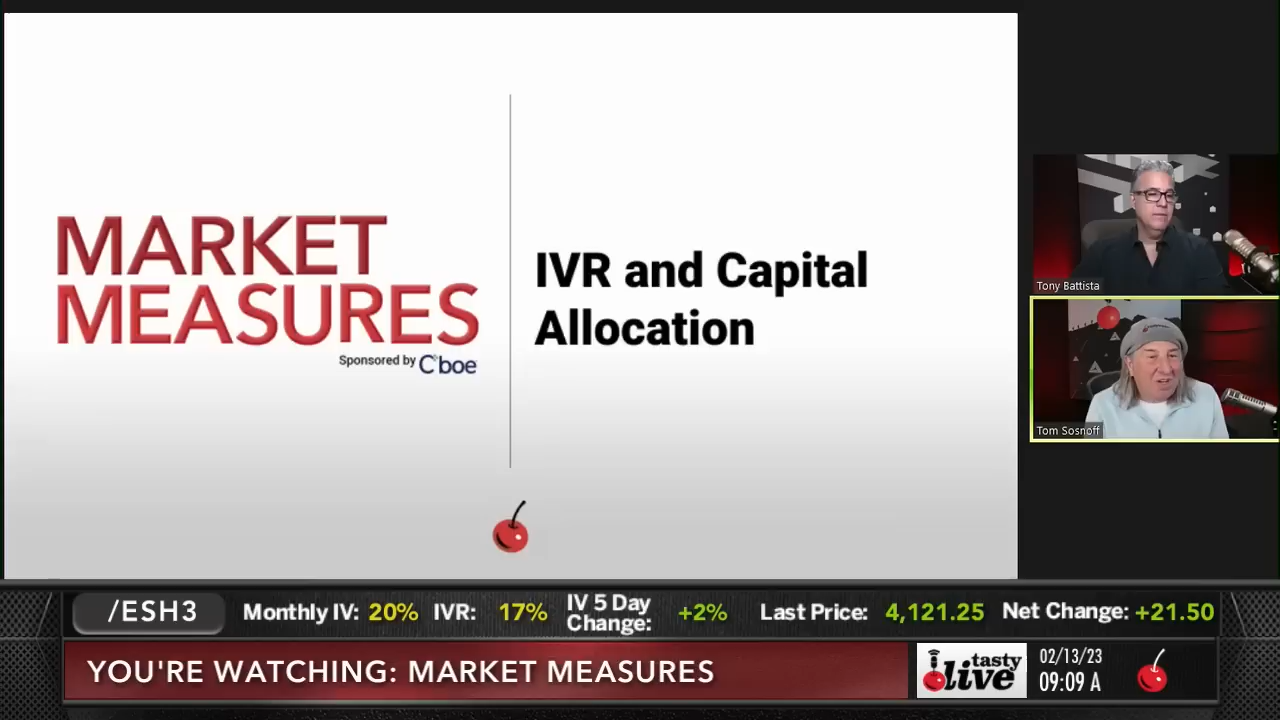 MARKET
MEASURES
Sponsored by Cboe
IVR and Capital
Allocation
Tony Battista
Tom Sosnoff
/ESH3
Monthly IV: 20%
IVR: 17%
IV 5 Day
Change: +2%
Last Price: 4,121.25
Net Change: +21.50
YOU'RE WATCHING: MARKET MEASURES
tasty
live
02/13/23
09:09 A